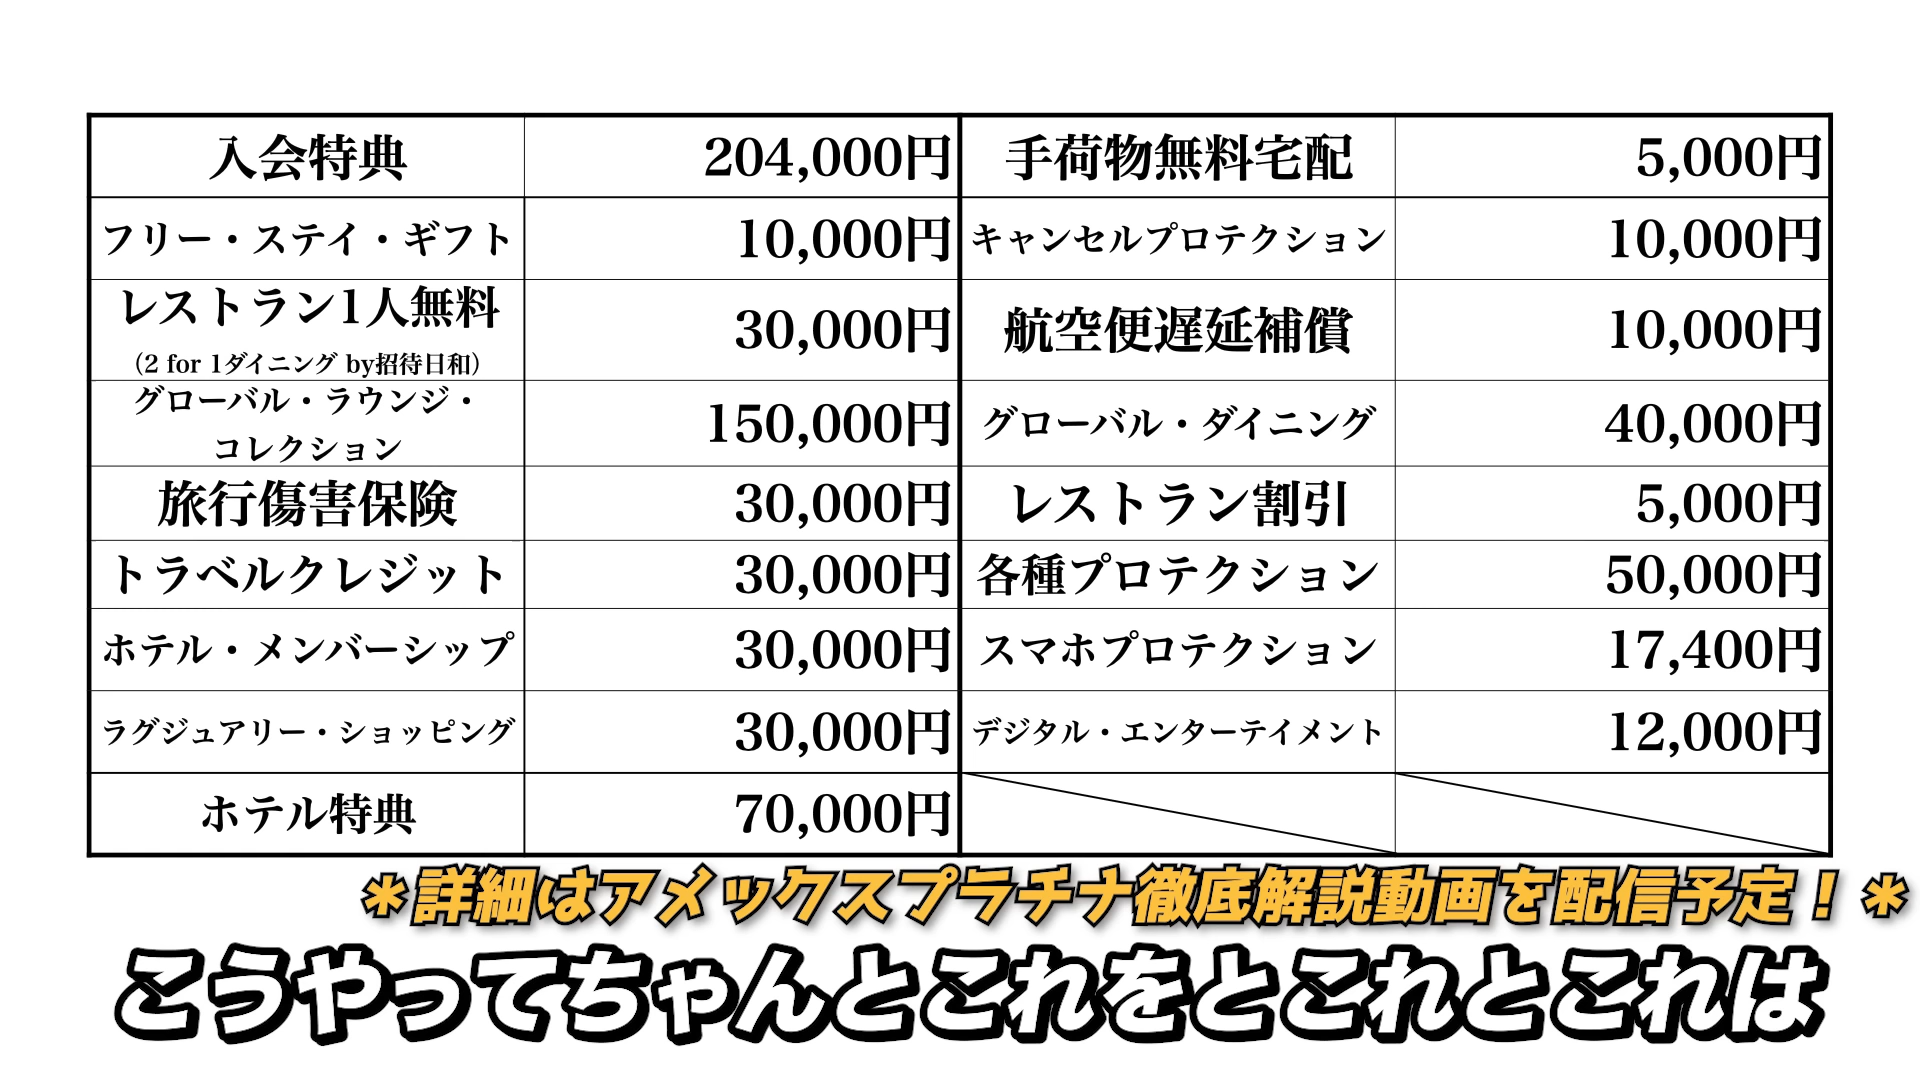 入会特典 204,000円 手荷物無料宅配 5,000円
フリー・ステイ・ギフト 10,000円 キャンセルプロテクション 10,000円
レストラン1人無料
（2 for 1ダイニング by招待日和） 30,000円 航空便遅延補償 10,000円
グローバル・ラウンジ・
コレクション 150,000円 グローバル・ダイニング 40,000円
旅行傷害保険 30,000円 レストラン割引 5,000円
トラベルクレジット 30,000円 各種プロテクション 50,000円
ホテル・メンバーシップ 30,000円 スマホプロテクション 17,400円
ラグジュアリー・ショッピング 30,000円 デジタル・エンターテイメント 12,000円
ホテル特典 70,000円
＊詳細はアメックスプラチナ徹底解説動画を配信予定！＊
こうやってちゃんとこれをとこれとこれは